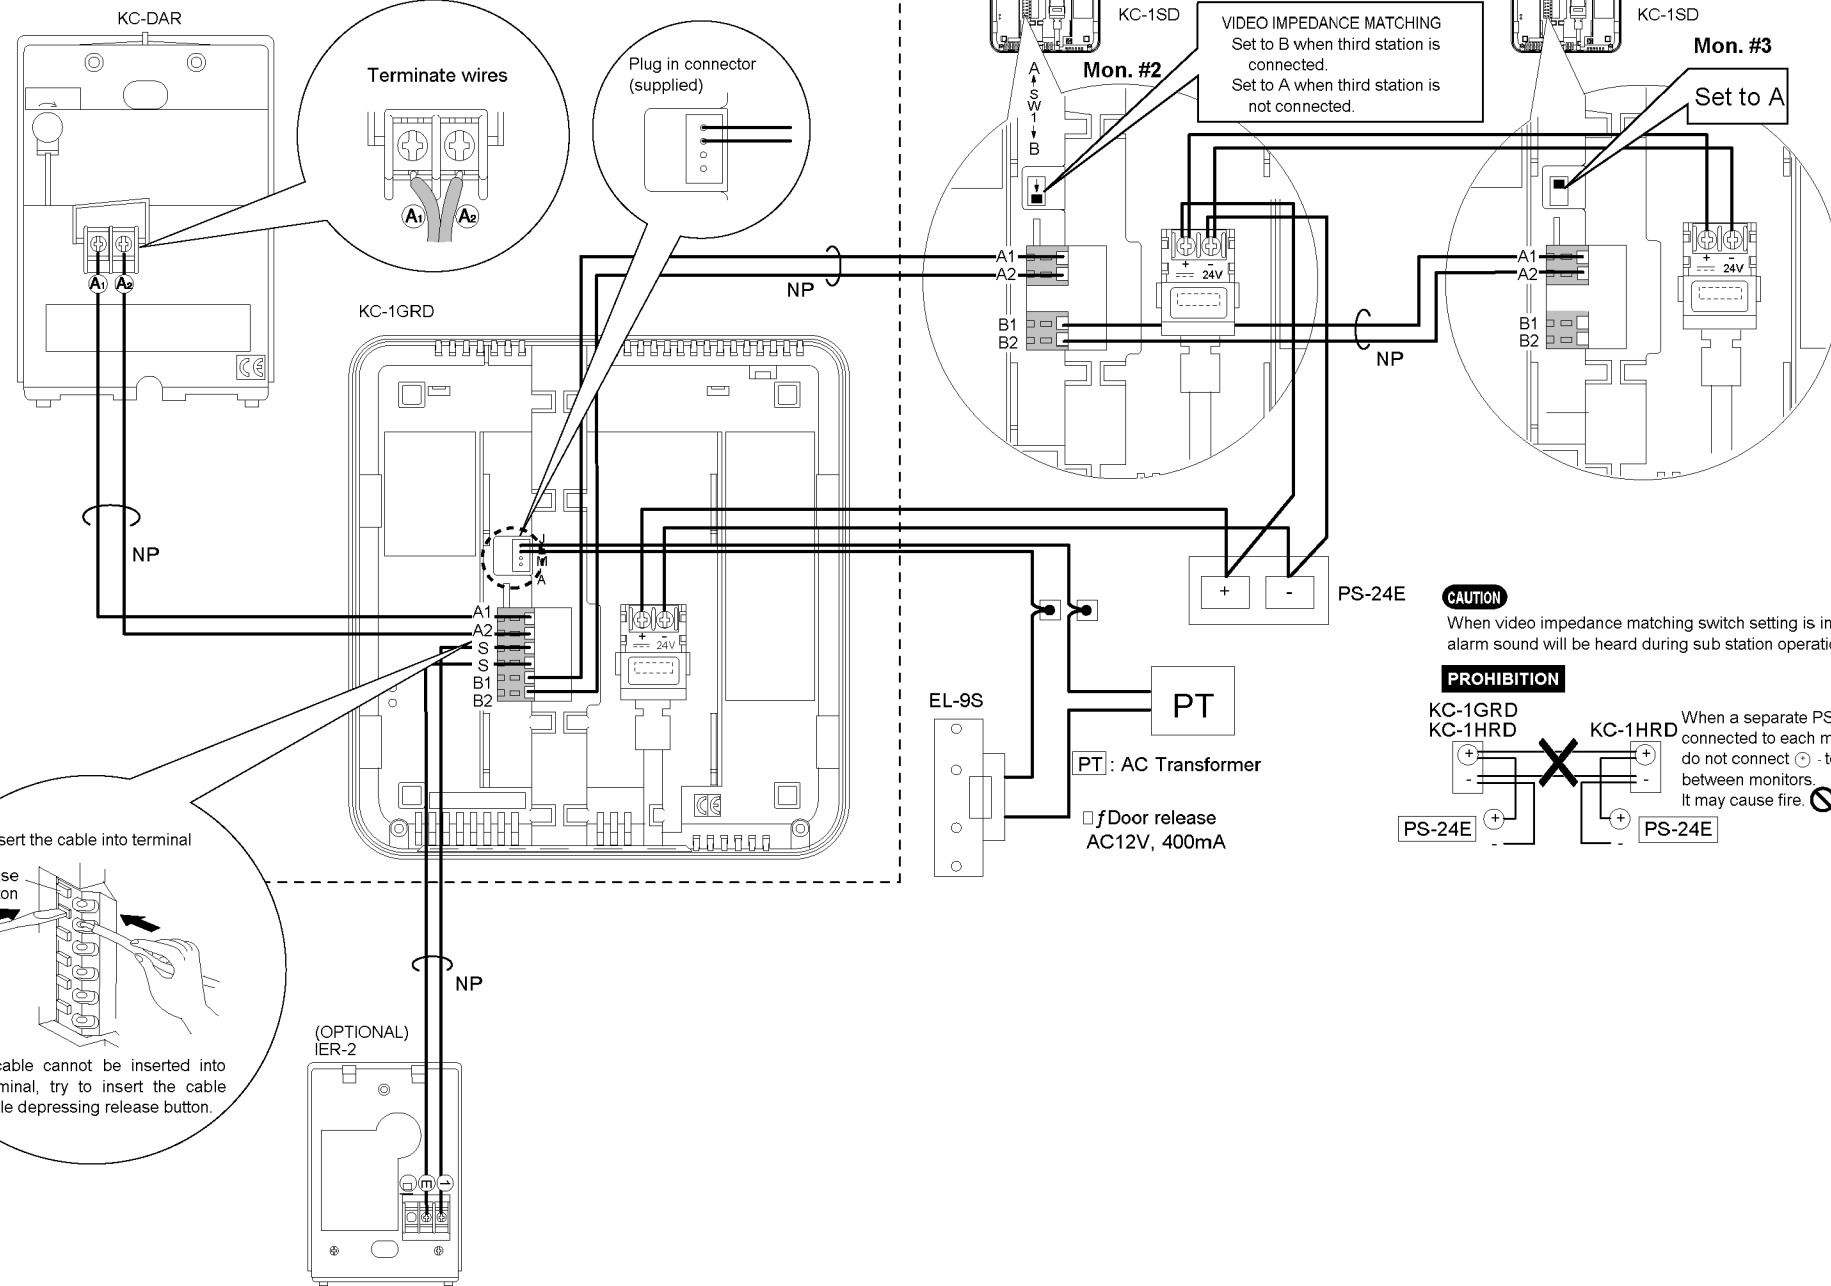 KC-DAR
Terminate wires
A1
A2
A1
A2
NP
Plug in connector
(supplied)
KC-1GRD
NP
J
M
A
A1
A2
S
S
B1
B2
+ -
24V
KC-1SD
VIDEO IMPEDANCE MATCHING
Set to B when third station is
connected.
Set to A when third station is
not connected.
Mon. #2
A
S
W
1
B
A1
A2
B1
B2
+ -
24V
NP
KC-1SD
Mon. #3
Set to A
A1
A2
B1
B2
+ -
24V
+ -
PS-24E
EL-9S
PT
PT : AC Transformer
□ƒDoor release
AC12V, 400mA
CAUTION
When video impedance matching switch setting is in
alarm sound will be heard during sub station operati
PROHIBITION
KC-1GRD
KC-1HRD
KC-1HRD
+
-
+
-
PS-24E
+
-
+
-
PS-24E
When a separate PS
connected to each m
do not connect + - t
between monitors.
It may cause fire.
sert the cable into terminal
se
on
cable cannot be inserted into
minal, try to insert the cable
le depressing release button.
NP
(OPTIONAL)
IER-2
E
1